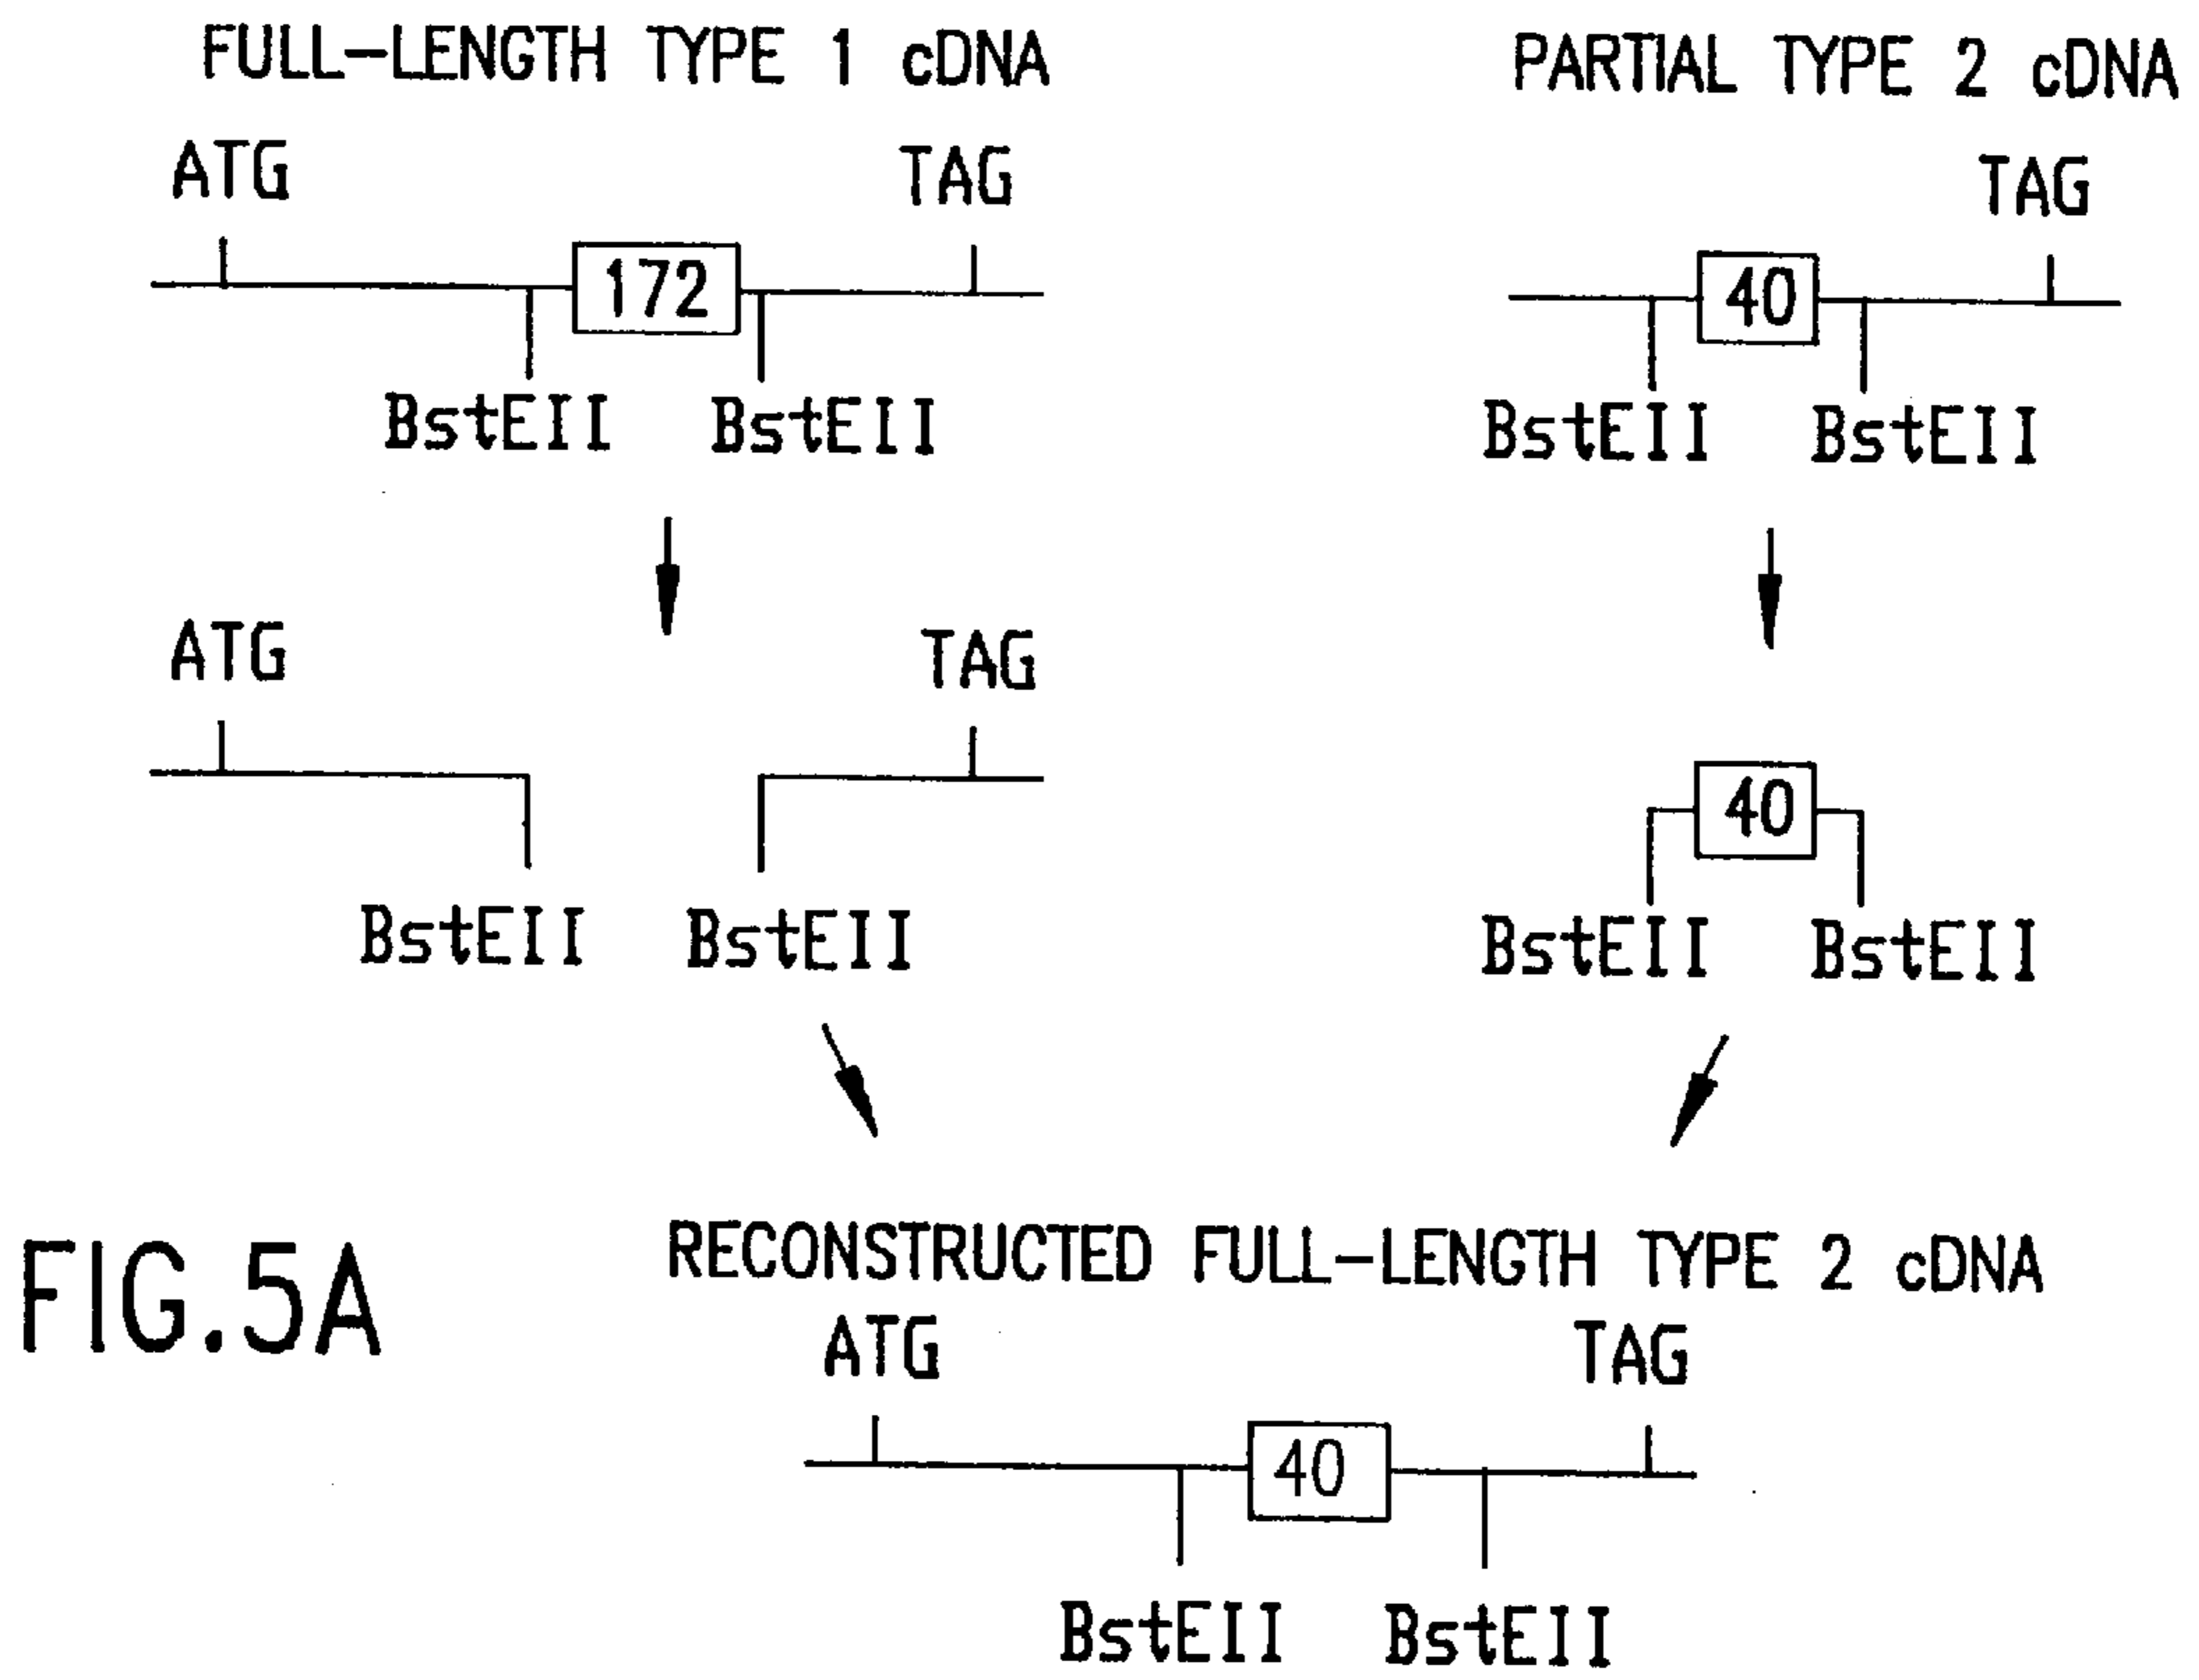 FULL-LENGTH TYPE 1 cDNA
PARTIAL TYPE 2 cDNA
ATG
TAG
TAG
172
40
BstEII
BstEII
BstEII
BstEII
ATG
TAG
40
BstEII
BstEII
BstEII
BstEII
RECONSTRUCTED FULL-LENGTH TYPE 2 cDNA
FIG.5A
ATG
TAG
40
BstEII
BstEII